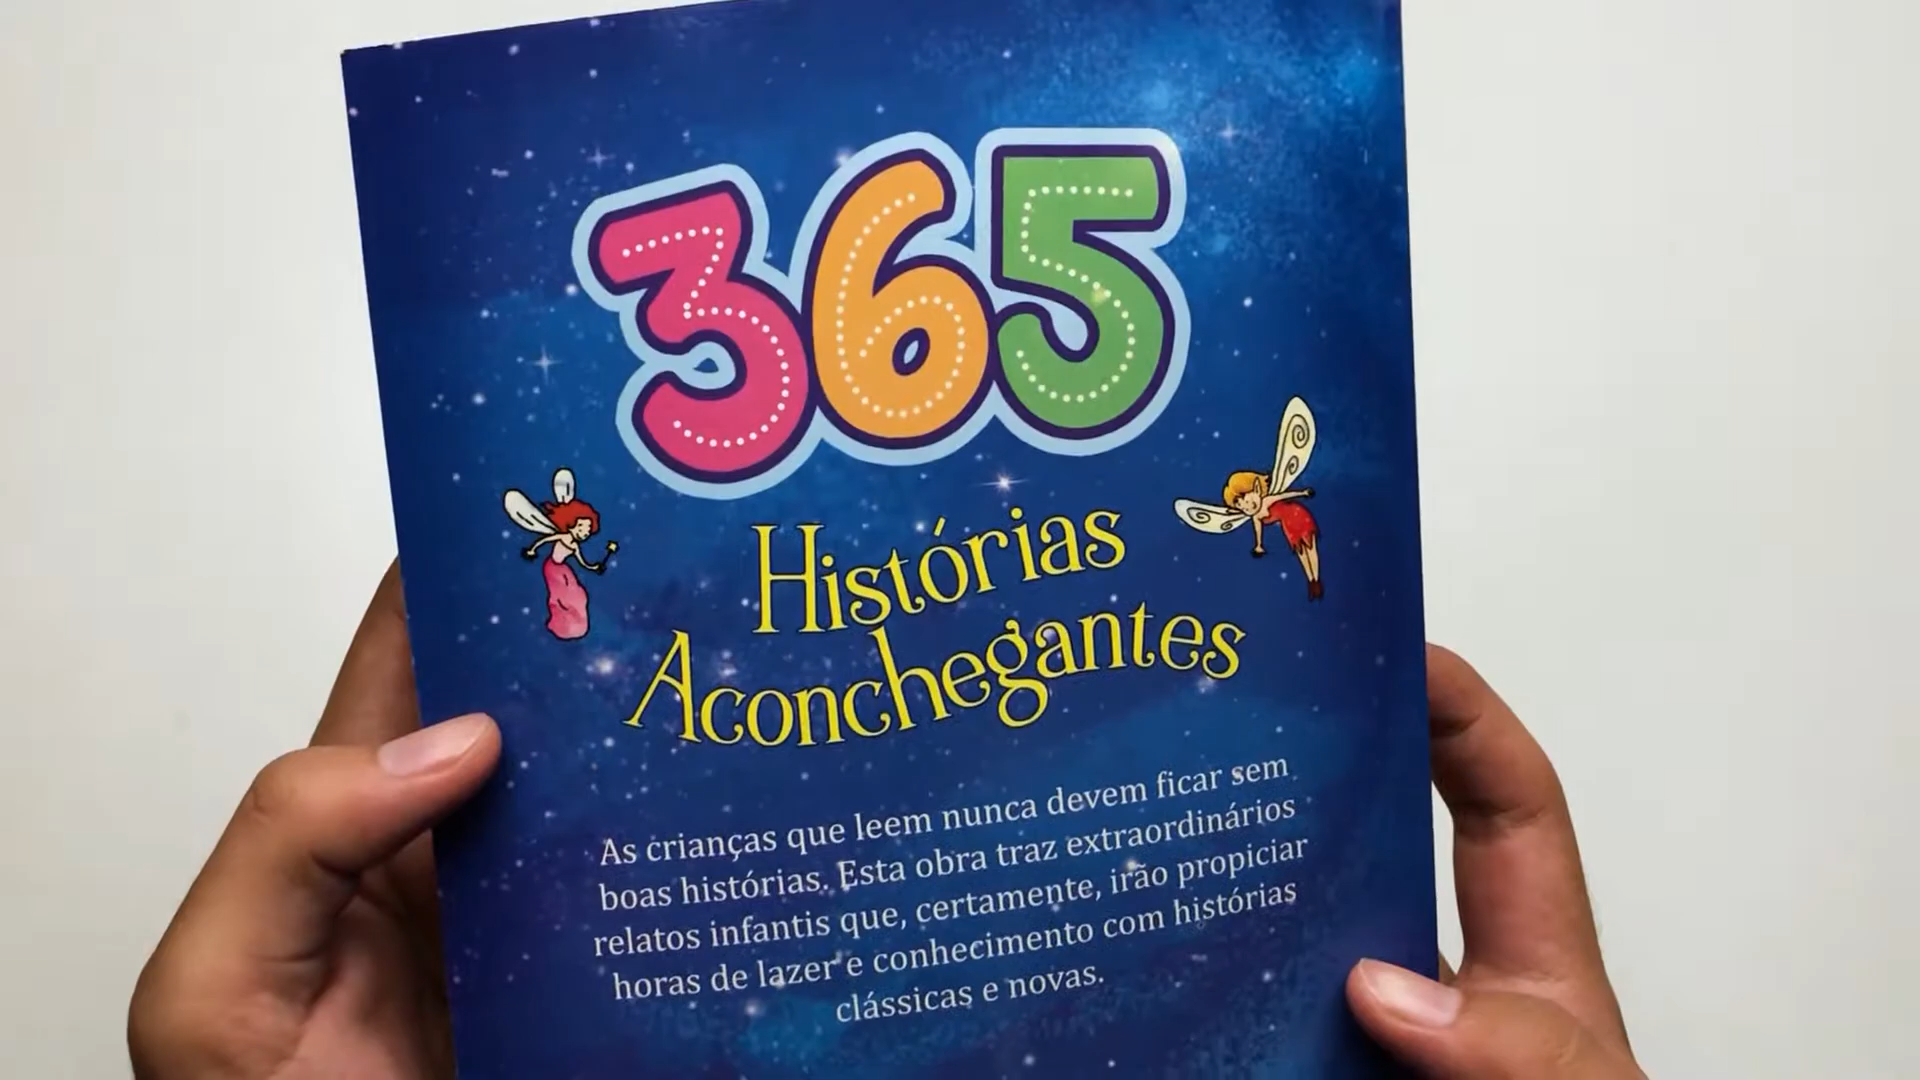 365
Histórias
Aconchegantes
As crianças que leem nunca devem ficar sem
boas histórias. Esta obra traz extraordinários
relatos infantis que, certamente, irão propiciar
horas de lazer e conhecimento com histórias
clássicas e novas.